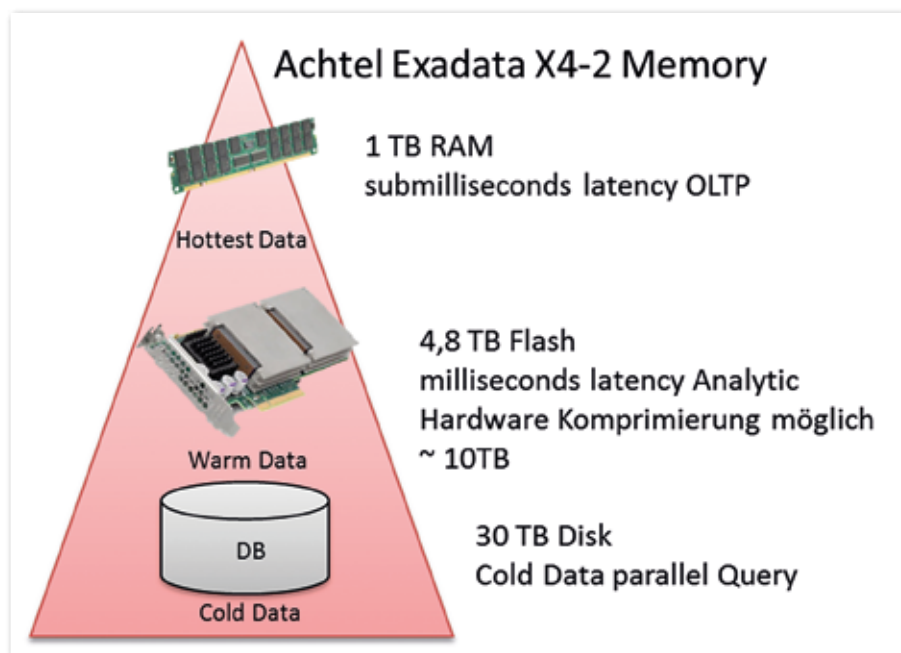 Achtel Exadata X4-2 Memory
1 TB RAM
submilliseconds latency OLTP
Hottest Data
4,8 TB Flash
milliseconds latency Analytic
Hardware Komprimierung möglich
~ 10TB
Warm Data
DB
30 TB Disk
Cold Data parallel Query
Cold Data